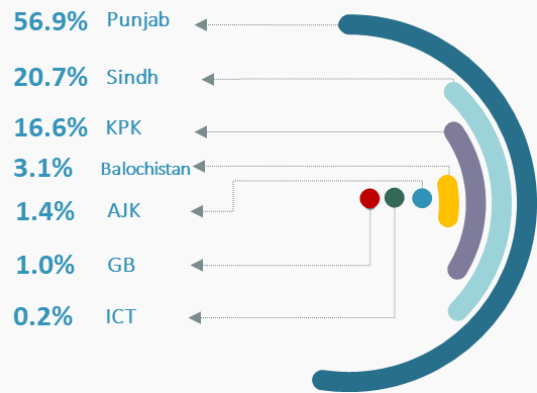 56.9% Punjab
20.7% Sindh
16.6% KPK
3.1% Balochistan
1.4% AJK
1.0% GB
0.2% ICT